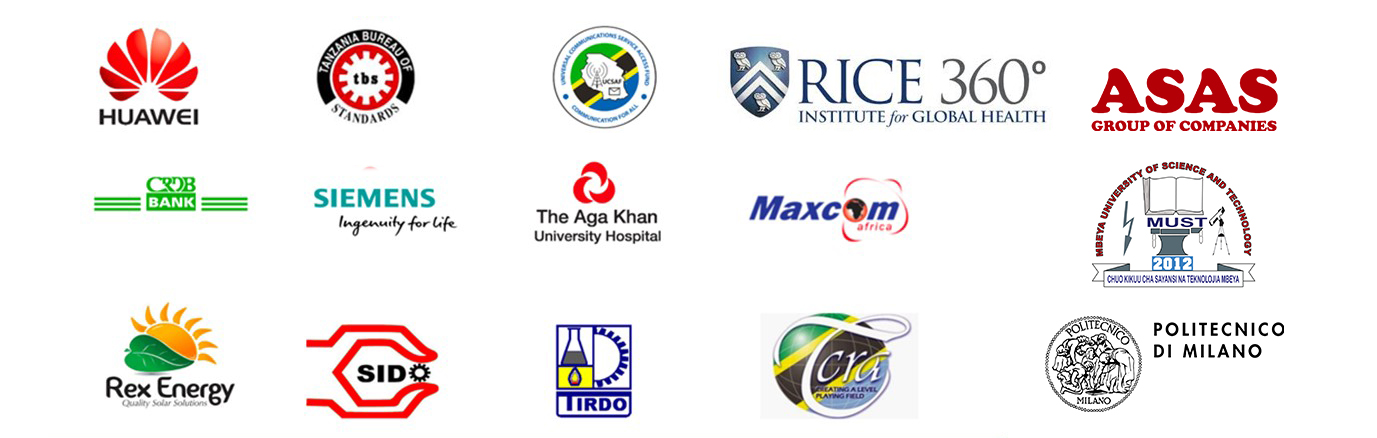 HUAWEI
TANZANIA BUREAU OF
tbs
STANDARDS
UNIVERSAL COMMUNICATIONS SERVICE ACCESS FUND
UCSAF
COMMUNICATION FOR ALL
RICE 360º
INSTITUTE for GLOBAL HEALTH
ASAS
GROUP OF COMPANIES
CRDB
BANK
SIEMENS
Ingenuity for life
The Aga Khan
University Hospital
Maxcom
africa
MBEYA UNIVERSITY OF SCIENCE AND TECHNOLOGY
MUST
2012
CHUO KIKUU CHA SAYANSI NA TEKNOLOJIA MBEYA
Rex Energy
Quality Solar Solutions
SIDO
TIRDO
tcra
CREATING A LEVEL
PLAYING FIELD
POLITECNICO
MILANO
POLITECNICO
DI MILANO